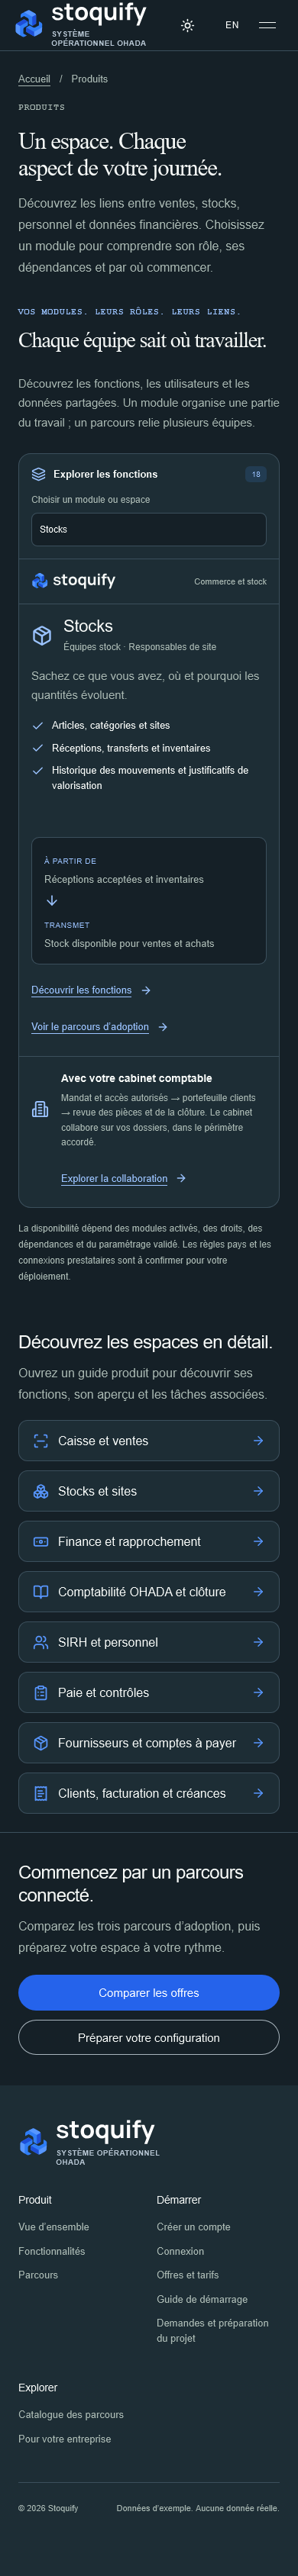 stoquify
SYSTÈME
OPÉRATIONNEL OHADA
EN
Accueil / Produits
PRODUITS
Un espace. Chaque
aspect de votre journée.
Découvrez les liens entre ventes, stocks,
personnel et données financières. Choisissez
un module pour comprendre son rôle, ses
dépendances et par où commencer.
VOS MODULES. LEURS RÔLES. LEURS LIENS.
Chaque équipe sait où travailler.
Découvrez les fonctions, les utilisateurs et les
données partagées. Un module organise une partie
du travail ; un parcours relie plusieurs équipes.
Explorer les fonctions
18
Choisir un module ou espace
Stocks
stoquify
Commerce et stock
Stocks
Équipes stock · Responsables de site
Sachez ce que vous avez, où et pourquoi les
quantités évoluent.
Articles, catégories et sites
Réceptions, transferts et inventaires
Historique des mouvements et justificatifs de
valorisation
À PARTIR DE
Réceptions acceptées et inventaires
TRANSMET
Stock disponible pour ventes et achats
Découvrir les fonctions →
Voir le parcours d'adoption →
Avec votre cabinet comptable
Mandat et accès autorisés → portefeuille clients
→ revue des pièces et de la clôture. Le cabinet
collabore sur vos dossiers, dans le périmètre
accordé.
Explorer la collaboration →
La disponibilité dépend des modules activés, des droits, des
dépendances et du paramétrage validé. Les règles pays et les
connexions prestataires sont à confirmer pour votre
déploiement.
Découvrez les espaces en détail.
Ouvrez un guide produit pour découvrir ses
fonctions, son aperçu et les tâches associées.
Caisse et ventes
Stocks et sites
Finance et rapprochement
Comptabilité OHADA et clôture
SIRH et personnel
Paie et contrôles
Fournisseurs et comptes à payer
Clients, facturation et créances
Commencez par un parcours
connecté.
Comparez les trois parcours d'adoption, puis
préparez votre espace à votre rythme.
Comparer les offres
Préparer votre configuration
stoquify
SYSTÈME OPÉRATIONNEL
OHADA
Produit
Vue d'ensemble
Fonctionnalités
Parcours
Démarrer
Créer un compte
Connexion
Offres et tarifs
Guide de démarrage
Demandes et préparation
du projet
Explorer
Catalogue des parcours
Pour votre entreprise
© 2026 Stoquify
Données d'exemple. Aucune donnée réelle.